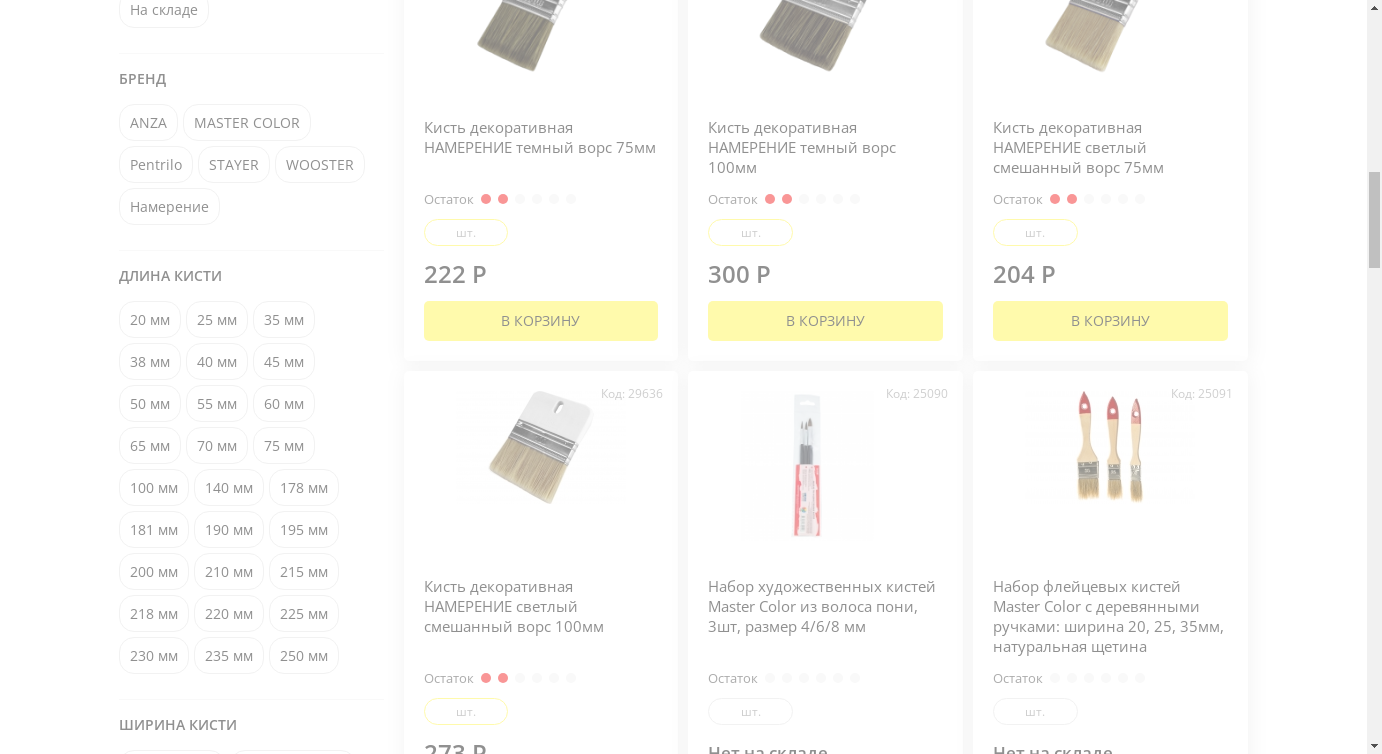 На складе
БРЕНД
ANZA MASTER COLOR
Pentrilo STAYER WOOSTER
Намерение
ДЛИНА КИСТИ
20 мм 25 мм 35 мм
38 мм 40 мм 45 мм
50 мм 55 мм 60 мм
65 мм 70 мм 75 мм
100 мм 140 мм 178 мм
181 мм 190 мм 195 мм
200 мм 210 мм 215 мм
218 мм 220 мм 225 мм
230 мм 235 мм 250 мм
ШИРИНА КИСТИ
Кисть декоративная
НАМЕРЕНИЕ темный ворс 75мм
Остаток
шт.
222 Р
В КОРЗИНУ
Кисть декоративная
НАМЕРЕНИЕ темный ворс
100мм
Остаток
шт.
300 Р
В КОРЗИНУ
Кисть декоративная
НАМЕРЕНИЕ светлый
смешанный ворс 75мм
Остаток
шт.
204 Р
В КОРЗИНУ
Код: 29636
Кисть декоративная
НАМЕРЕНИЕ светлый
смешанный ворс 100мм
Остаток
шт.
273 Р
Код: 25090
Набор художественных кистей
Master Color из волоса пони,
3шт, размер 4/6/8 мм
Остаток
шт.
Нет на складе
Код: 25091
Набор флейцевых кистей
Master Color с деревянными
ручками: ширина 20, 25, 35мм,
натуральная щетина
Остаток
шт.
Нет на складе